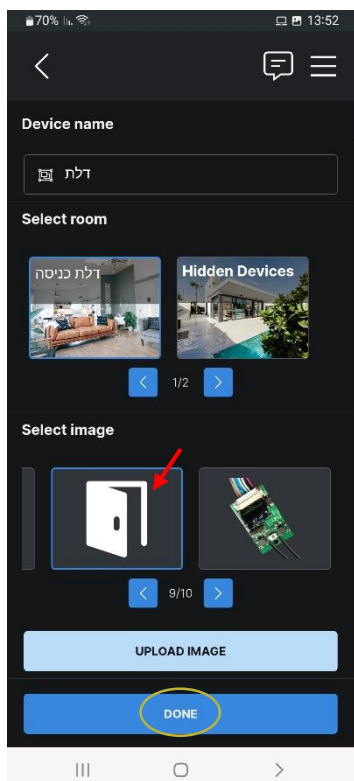 70%
13:52
Device name
דלת
Select room
דלת כניסה
Hidden Devices
1/2
Select image
9/10
UPLOAD IMAGE
DONE